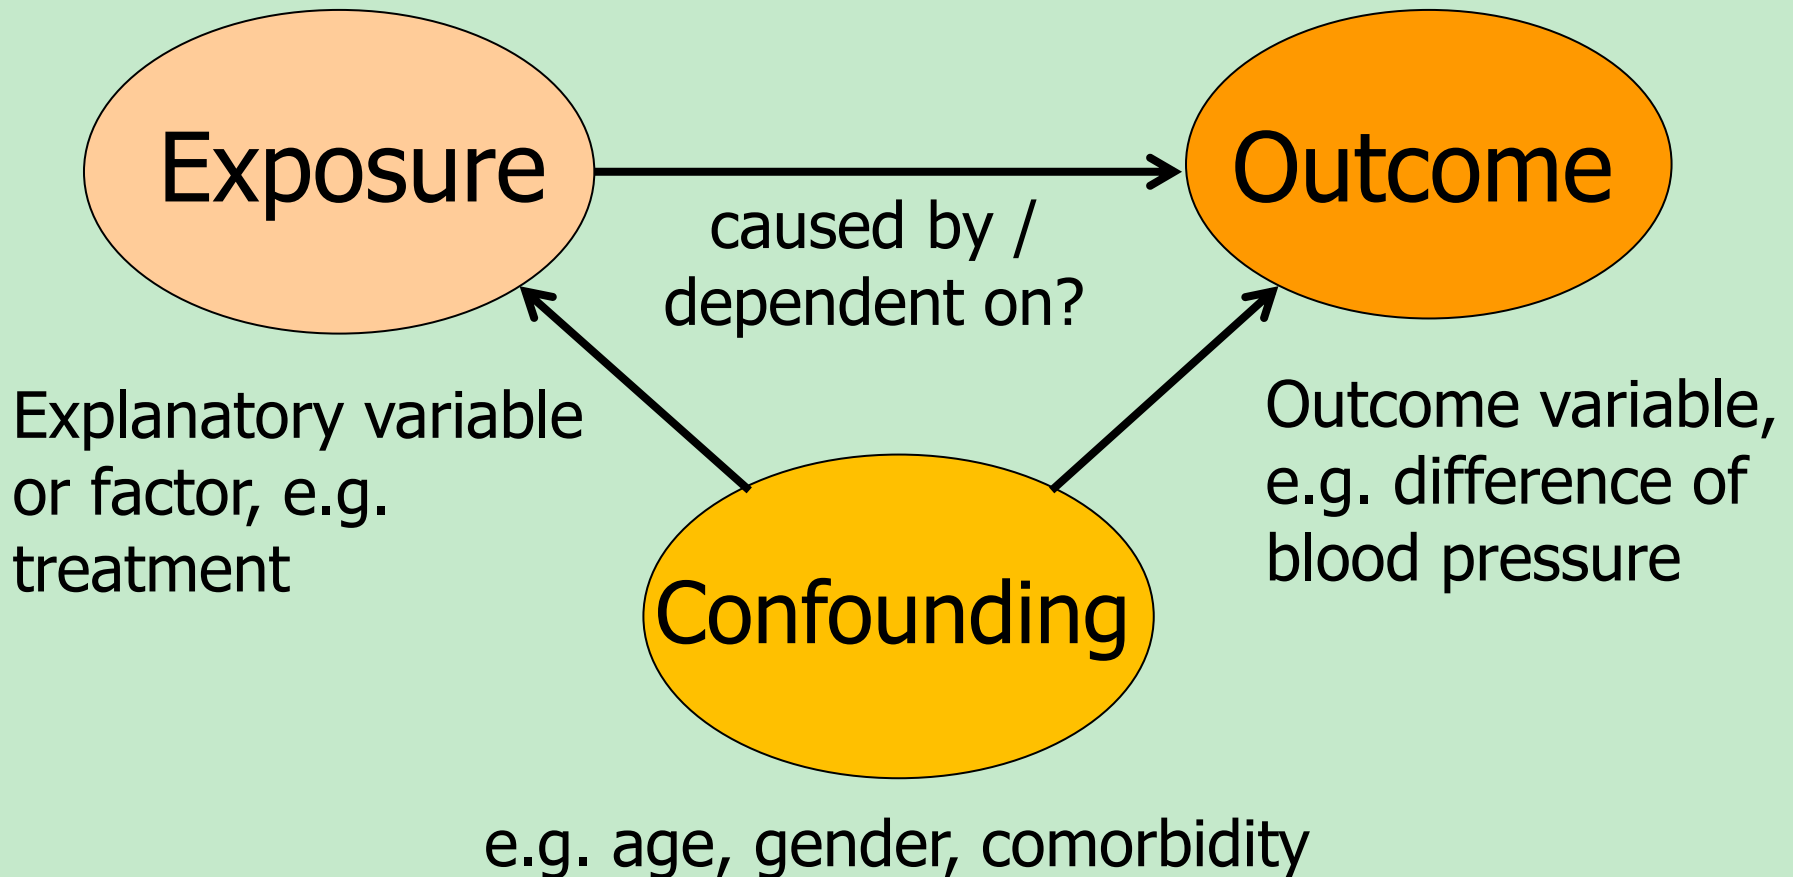 Exposure
Outcome
caused by /
dependent on?
Explanatory variable
or factor, e.g.
treatment
Outcome variable,
e.g. difference of
blood pressure
Confounding
e.g. age, gender, comorbidity